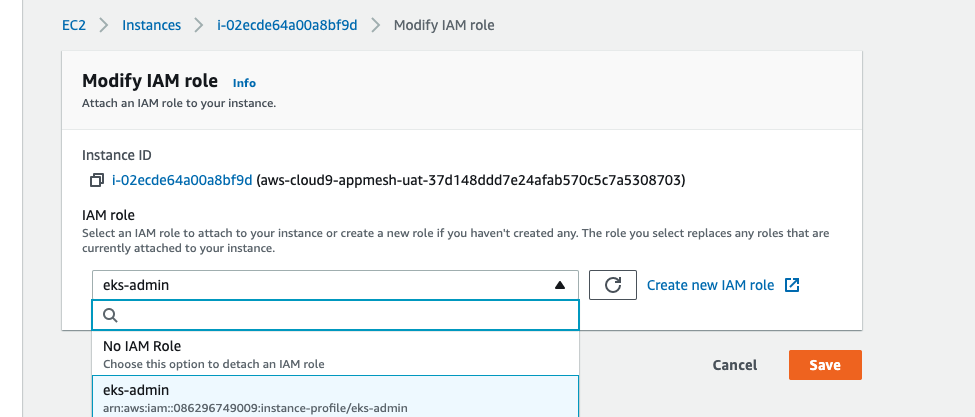 EC2 > Instances > i-02ecde64a00a8bf9d > Modify IAM role
Modify IAM role Info
Attach an IAM role to your instance.
Instance ID
i-02ecde64a00a8bf9d (aws-cloud9-appmesh-uat-37d148ddd7e24afab570c5c7a5308703)
IAM role
Select an IAM role to attach to your instance or create a new role if you haven't created any. The role you select replaces any roles that are
currently attached to your instance.
eks-admin
Create new IAM role
No IAM Role
Choose this option to detach an IAM role
Cancel
Save
eks-admin
arn:aws:iam::086296749009:instance-profile/eks-admin